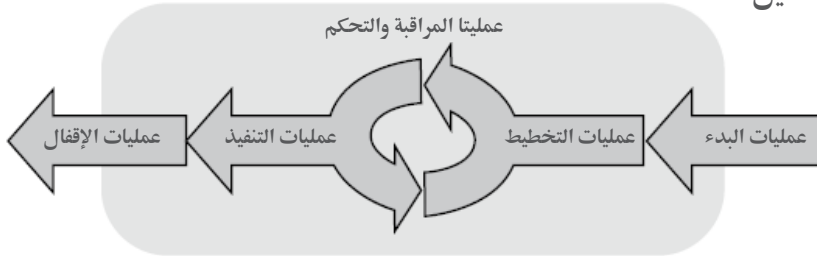 عمليتا المراقبة والتحكم
عمليات البدء
عمليات التخطيط
عمليات التنفيذ
عمليات الإقفال